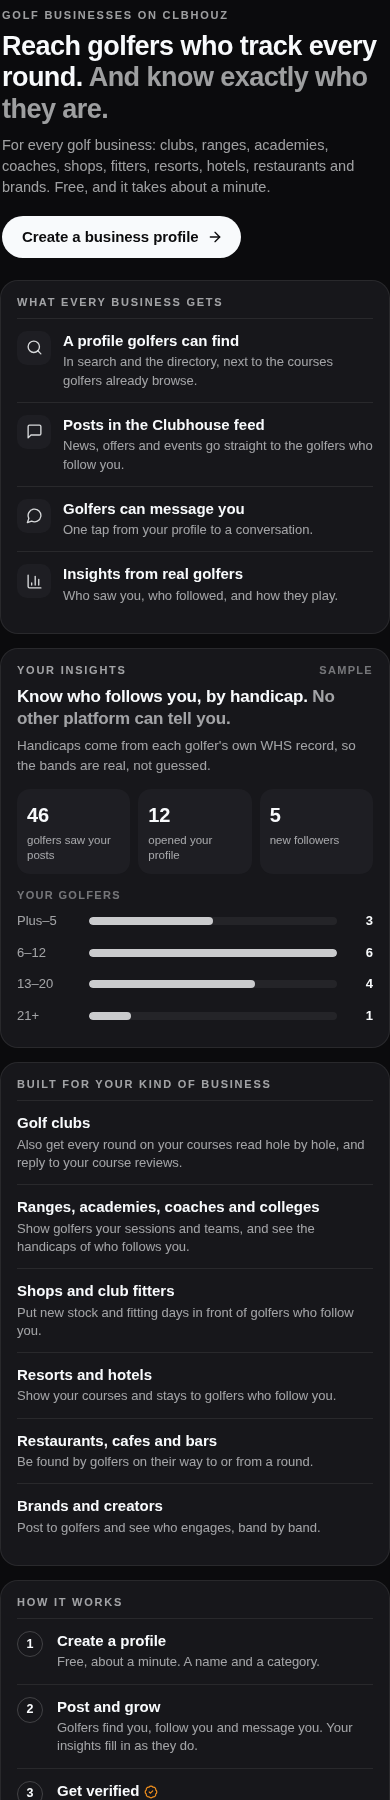 GOLF BUSINESSES ON CLBHOUZ
Reach golfers who track every
round. And know exactly who
they are.
For every golf business: clubs, ranges, academies,
coaches, shops, fitters, resorts, hotels, restaurants and
brands. Free, and it takes about a minute.
Create a business profile
WHAT EVERY BUSINESS GETS
A profile golfers can find
In search and the directory, next to the courses
golfers already browse.
Posts in the Clubhouse feed
News, offers and events go straight to the golfers who
follow you.
Golfers can message you
One tap from your profile to a conversation.
Insights from real golfers
Who saw you, who followed, and how they play.
YOUR INSIGHTS SAMPLE
Know who follows you, by handicap. No
other platform can tell you.
Handicaps come from each golfer's own WHS record, so
the bands are real, not guessed.
46 12 5
golfers saw your opened your new followers
posts profile
YOUR GOLFERS
Plus–5 3
6–12 6
13–20 4
21+ 1
BUILT FOR YOUR KIND OF BUSINESS
Golf clubs
Also get every round on your courses read hole by hole, and
reply to your course reviews.
Ranges, academies, coaches and colleges
Show golfers your sessions and teams, and see the
handicaps of who follows you.
Shops and club fitters
Put new stock and fitting days in front of golfers who follow
you.
Resorts and hotels
Show your courses and stays to golfers who follow you.
Restaurants, cafes and bars
Be found by golfers on their way to or from a round.
Brands and creators
Post to golfers and see who engages, band by band.
HOW IT WORKS
1 Create a profile
Free, about a minute. A name and a category.
2 Post and grow
Golfers find you, follow you and message you. Your
insights fill in as they do.
3 Get verified